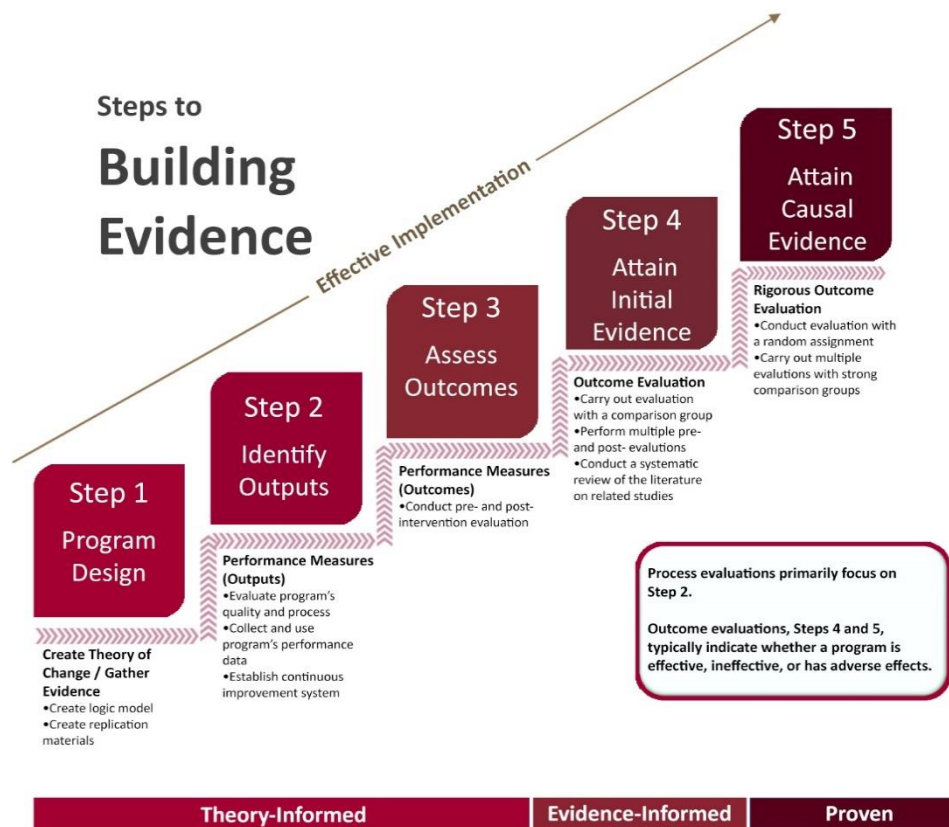 Steps to
Building
Evidence
Effective Implementation
Step 1
Program
Design
Create Theory of
Change / Gather
Evidence
•Create logic model
•Create replication
materials
Step 2
Identify
Outputs
Performance Measures
(Outputs)
•Evaluate program's
quality and process
•Collect and use
program's performance
data
•Establish continuous
improvement system
Step 3
Assess
Outcomes
Performance Measures
(Outcomes)
•Conduct pre- and post-
intervention evaluation
Step 4
Attain
Initial
Evidence
Outcome Evaluation
•Carry out evaluation
with a comparison group
•Perform multiple pre-
and post- evalutions
•Conduct a systematic
review of the literature
on related studies
Step 5
Attain
Causal
Evidence
Rigorous Outcome
Evaluation
•Conduct evaluation with
a random assignment
•Carry out multiple
evalutions with strong
comparison groups
Process evaluations primarily focus on
Step 2.
Outcome evaluations, Steps 4 and 5,
typically indicate whether a program is
effective, ineffective, or has adverse effects.
Theory-Informed
Evidence-Informed
Proven